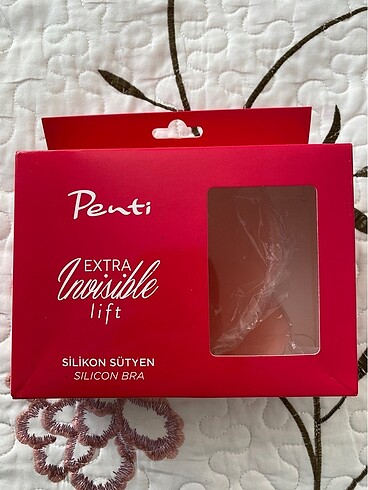 Penti
EXTRA
Invisible
lift
SİLİKON SÜTYEN
SILICON BRA